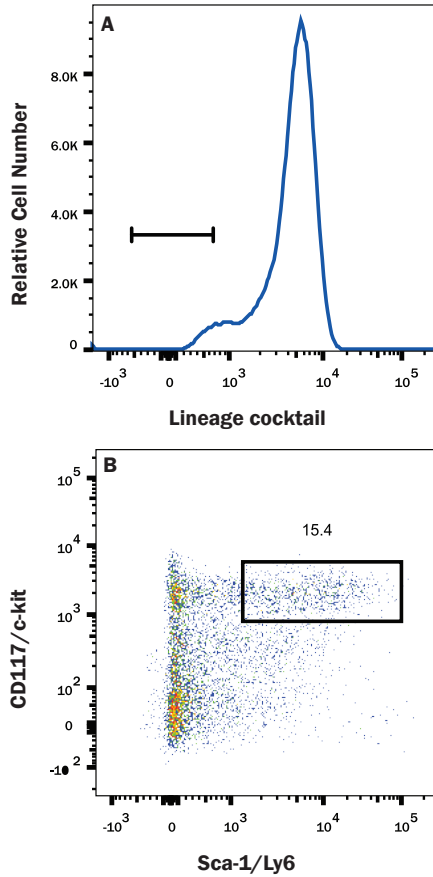 A
8.0K
6.0K
4.0K
2.0K
0
Relative Cell Number
-10³ 0 10³ 10⁴ 10⁵
Lineage cocktail
B
15.4
10⁵
10⁴
10³
10²
0
-10²
CD117/c-kit
-10³ 0 10³ 10⁴ 10⁵
Sca-1/Ly6